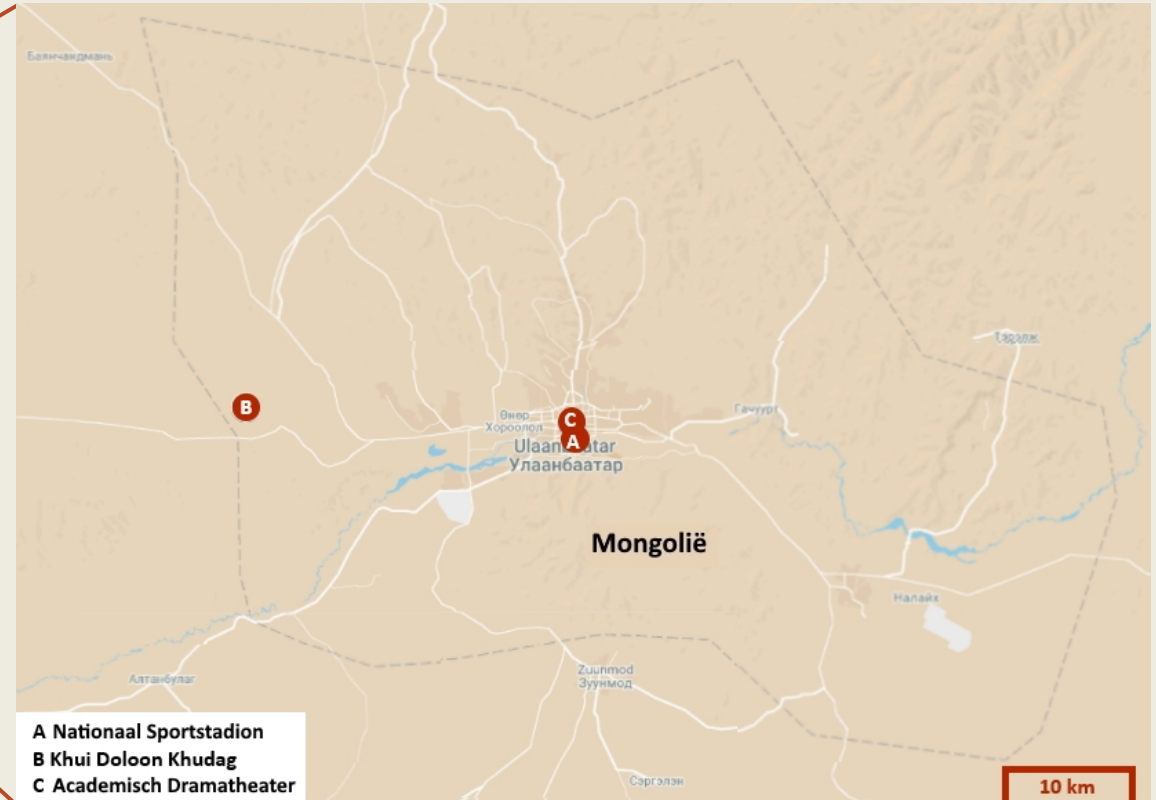 Баянчандмань
Тэрэлж
B
Гачуурт
C
Өнөр
Хороолол
A
Ulaanbaatar
Улаанбаатар
Mongolië
Налайх
Zuunmod
Зуунмод
Алтанбулаг
Сэргэлэн
A Nationaal Sportstadion
B Khui Doloon Khudag
C Academisch Dramatheater
10 km